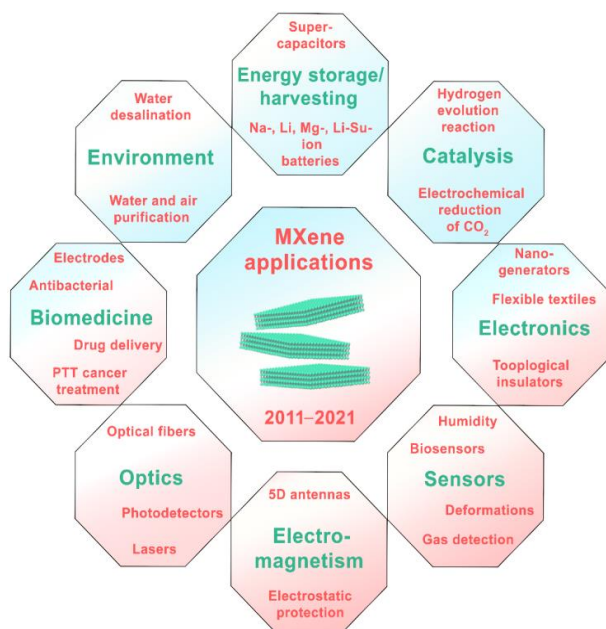 Super-
capacitors
Energy storage/
harvesting
Na-, Li, Mg-, Li-Su-
ion
batteries
Hydrogen
evolution
reaction
Catalysis
Electrochemical
reduction
of CO₂
Nano-
generators
Flexible textiles
Electronics
Tooplogical
insulators
Humidity
Biosensors
Sensors
Deformations
Gas detection
5D antennas
Electro-
magnetism
Electrostatic
protection
Optical fibers
Optics
Photodetectors
Lasers
Electrodes
Antibacterial
Biomedicine
Drug delivery
PTT cancer
treatment
Water
desalination
Environment
Water and air
purification
MXene
applications
2011–2021